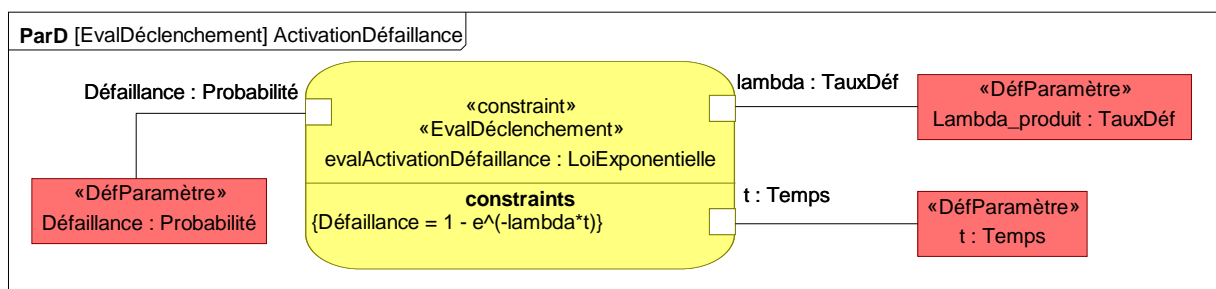 ParD [EvalDéclenchement] ActivationDéfaillance
Défaillance : Probabilité
«constraint»
«EvalDéclenchement»
evalActivationDéfaillance : LoiExponentielle
constraints
{Défaillance = 1 - e^(-lambda*t)}
lambda : TauxDéf
«DéfParamètre»
Lambda_produit : TauxDéf
«DéfParamètre»
Défaillance : Probabilité
t : Temps
«DéfParamètre»
t : Temps